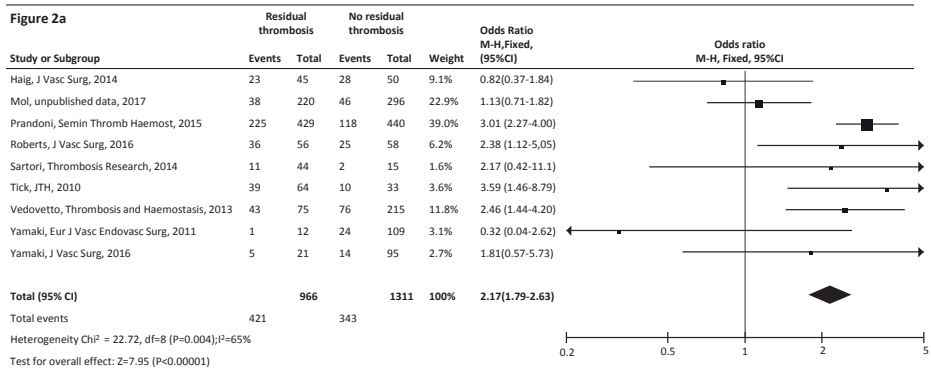 Figure 2a
Residual thrombosis No residual thrombosis Odds Ratio M-H,Fixed, (95%CI) Odds ratio M-H, Fixed, 95%CI
Study or Subgroup Events Total Events Total Weight
Haig, J Vasc Surg, 2014 23 45 28 50 9.1% 0.82(0.37-1.84)
Mol, unpublished data, 2017 38 220 46 296 22.9% 1.13(0.71-1.82)
Prandoni, Semin Thromb Haemost, 2015 225 429 118 440 39.0% 3.01 (2.27-4.00)
Roberts, J Vasc Surg, 2016 36 56 25 58 6.2% 2.38 (1.12-5,05)
Sartori, Thrombosis Research, 2014 11 44 2 15 1.6% 2.17 (0.42-11.1)
Tick, JTH, 2010 39 64 10 33 3.6% 3.59 (1.46-8.79)
Vedovetto, Thrombosis and Haemostasis, 2013 43 75 76 215 11.8% 2.46 (1.44-4.20)
Yamaki, Eur J Vasc Endovasc Surg, 2011 1 12 24 109 3.1% 0.32 (0.04-2.62)
Yamaki, J Vasc Surg, 2016 5 21 14 95 2.7% 1.81(0.57-5.73)
Total (95% CI) 966 1311 100% 2.17(1.79-2.63)
Total events 421 343
Heterogeneity Chi² = 22.72, df=8 (P=0.004);I²=65%
Test for overall effect: Z=7.95 (P<0.00001)
0.2 0.5 1 2 5